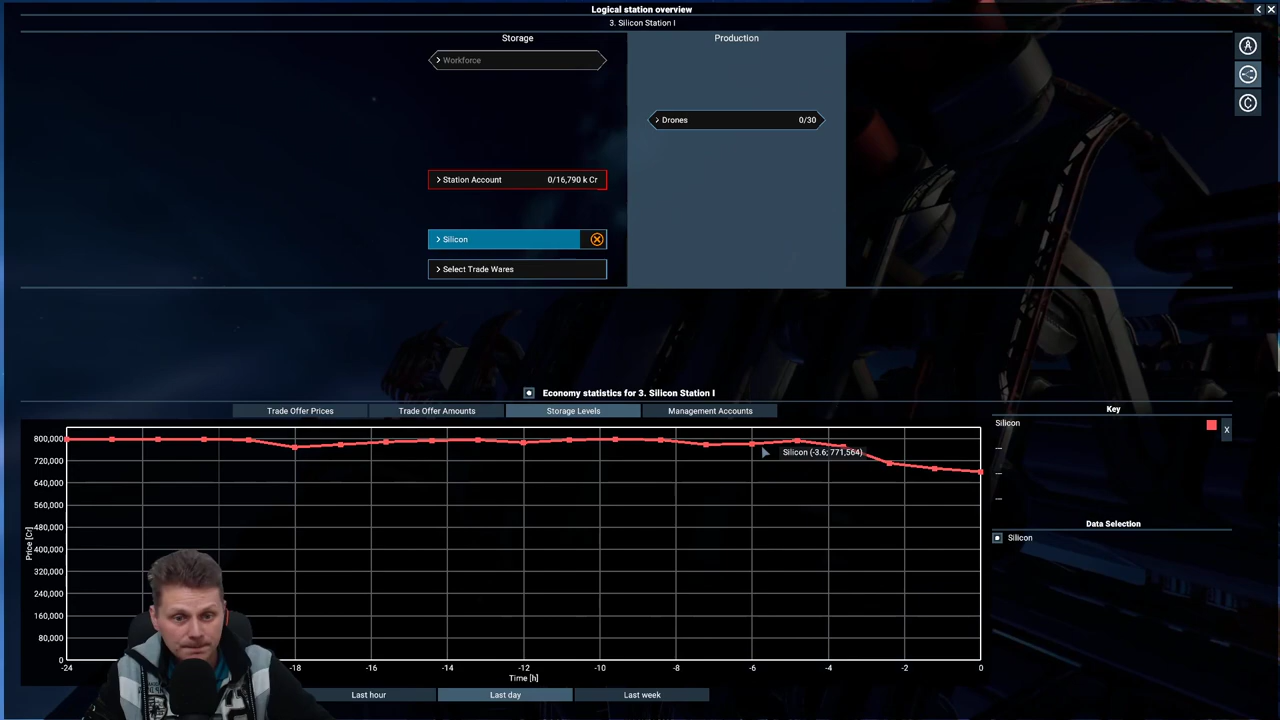 Logical station overview
3. Silicon Station I
Storage
Production
Workforce
Drones 0/30
Station Account 0/16,790 k Cr
Silicon
Select Trade Wares
Economy statistics for 3. Silicon Station I
Trade Offer Prices
Trade Offer Amounts
Storage Levels
Management Accounts
Key
Silicon
X
...
...
...
Data Selection
Silicon
Silicon (-3.6; 771,564)
Price [Cr]
800,000
720,000
640,000
560,000
480,000
400,000
320,000
240,000
160,000
80,000
0
-24 -18 -16 -14 -12 -10 -8 -6 -4 -2 0
Time [h]
Last hour
Last day
Last week